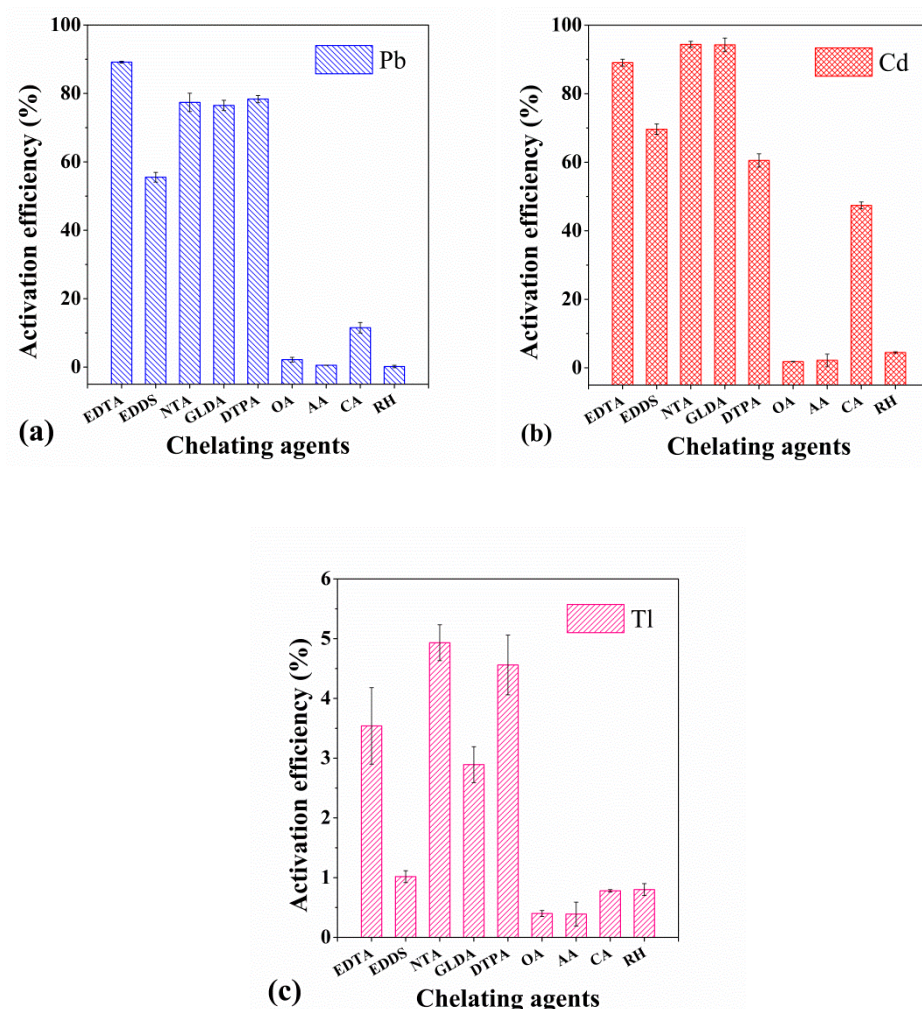 100
80
60
40
20
0
Activation efficiency (%)
Pb
EDTA
EDDS
NTA
GLDA
DTPA
OA
AA
CA
RH
(a)
Chelating agents
100
80
60
40
20
0
Activation efficiency (%)
Cd
EDTA
EDDS
NTA
GLDA
DTPA
OA
AA
CA
RH
(b)
Chelating agents
6
5
4
3
2
1
0
Activation efficiency (%)
Tl
EDTA
EDDS
NTA
GLDA
DTPA
OA
AA
CA
RH
(c)
Chelating agents